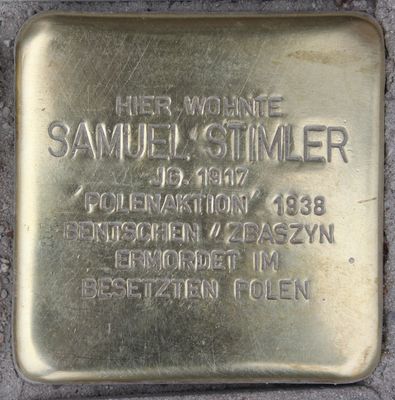 HIER WOHNTE
SAMUEL STIMLER
JG. 1917
'POLENAKTION' 1938
BENTSCHEN / ZBASZYN
ERMORDET IM
BESETZTEN POLEN